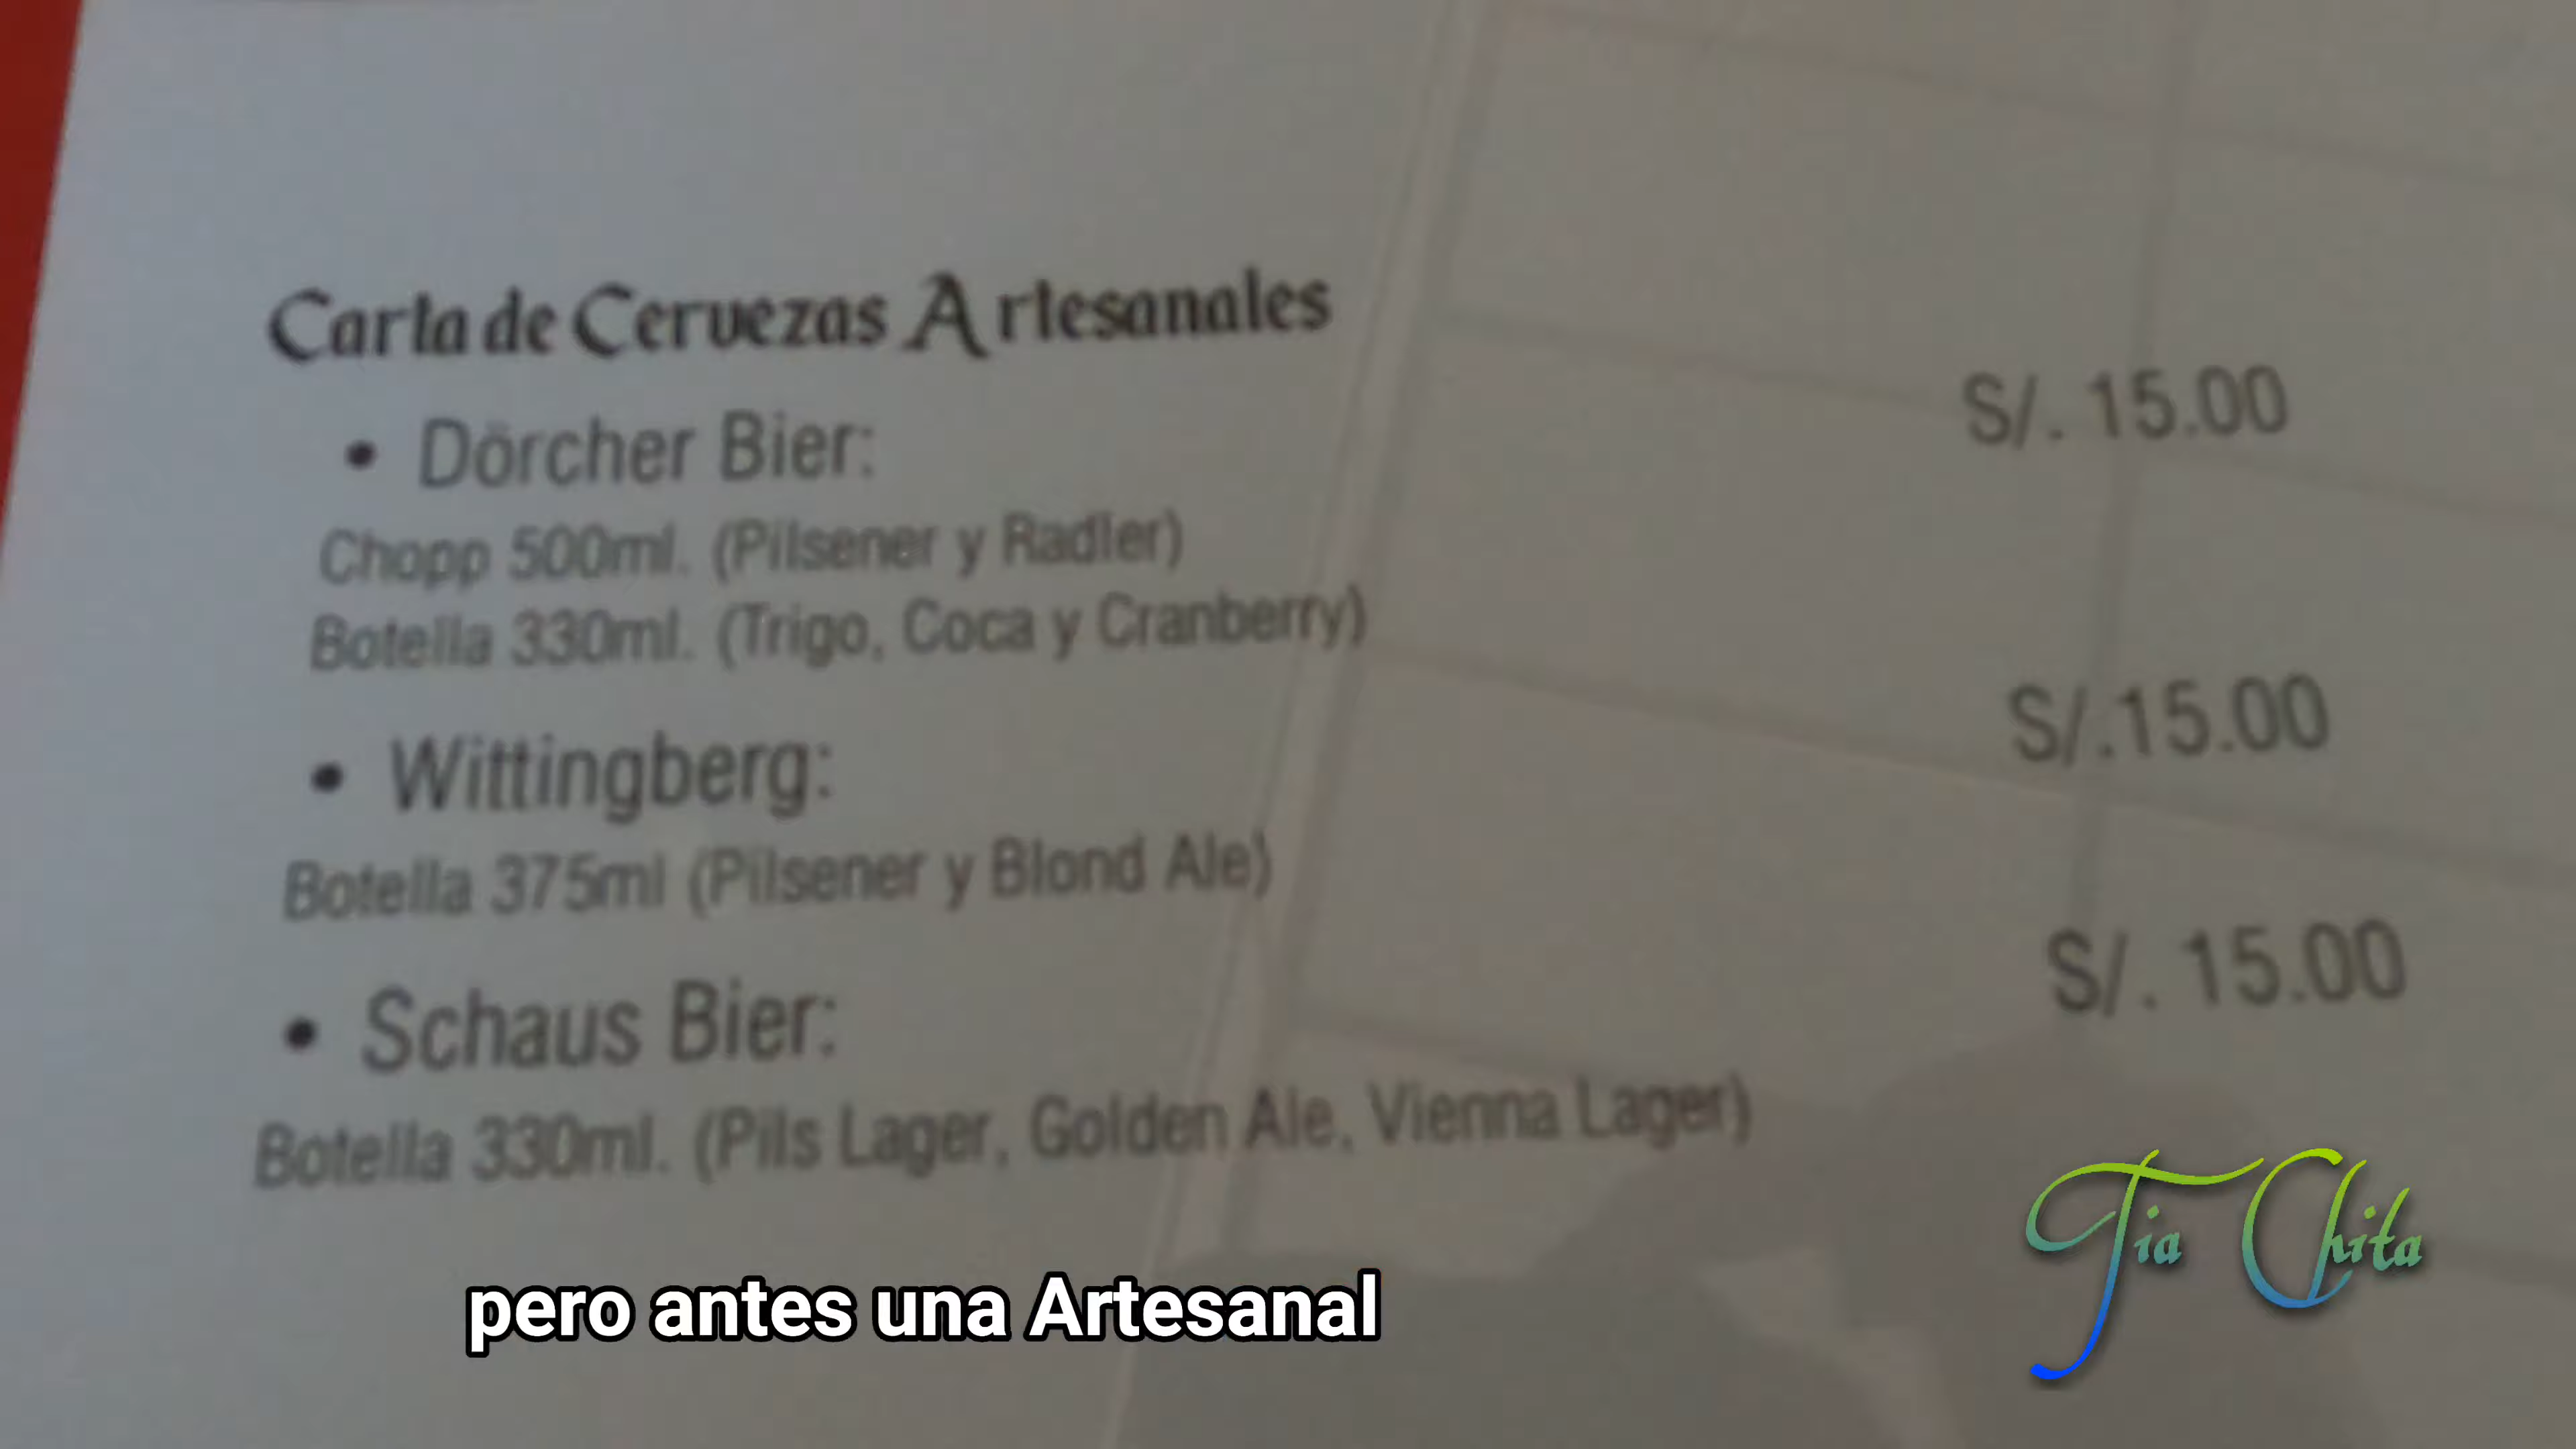 Carta de Cervezas Artesanales
• Dörcher Bier: S/. 15.00
Chopp 500ml. (Pilsener y Radler)
Botella 330ml. (Trigo, Coca y Cranberry)
• Wittingberg: S/.15.00
Botella 375ml (Pilsener y Blond Ale)
• Schaus Bier: S/. 15.00
Botella 330ml. (Pils Lager, Golden Ale, Vienna Lager)
Tia Chita
pero antes una Artesanal